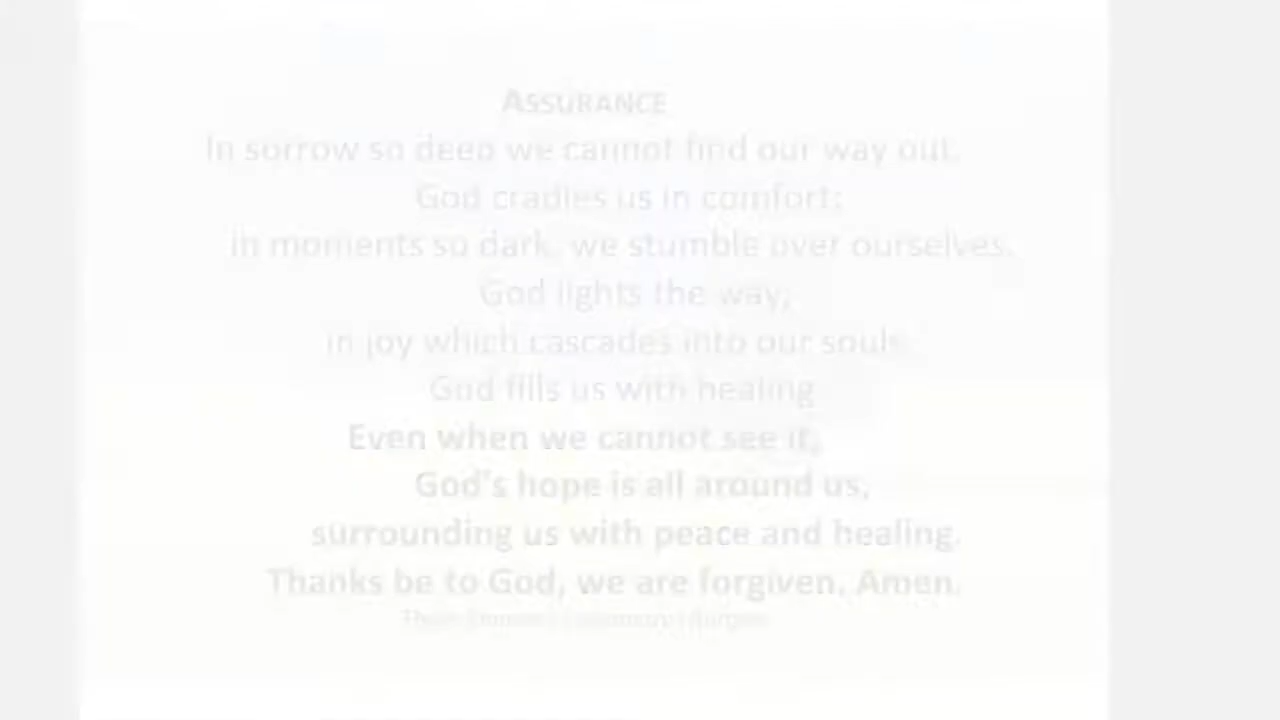 ASSURANCE
In sorrow so deep we cannot find our way out,
God cradles us in comfort;
in moments so dark, we stumble over ourselves,
God lights the way;
in joy which cascades into our souls
God fills us with healing
Even when we cannot see it,
God's hope is all around us,
surrounding us with peace and healing.
Thanks be to God, we are forgiven. Amen.